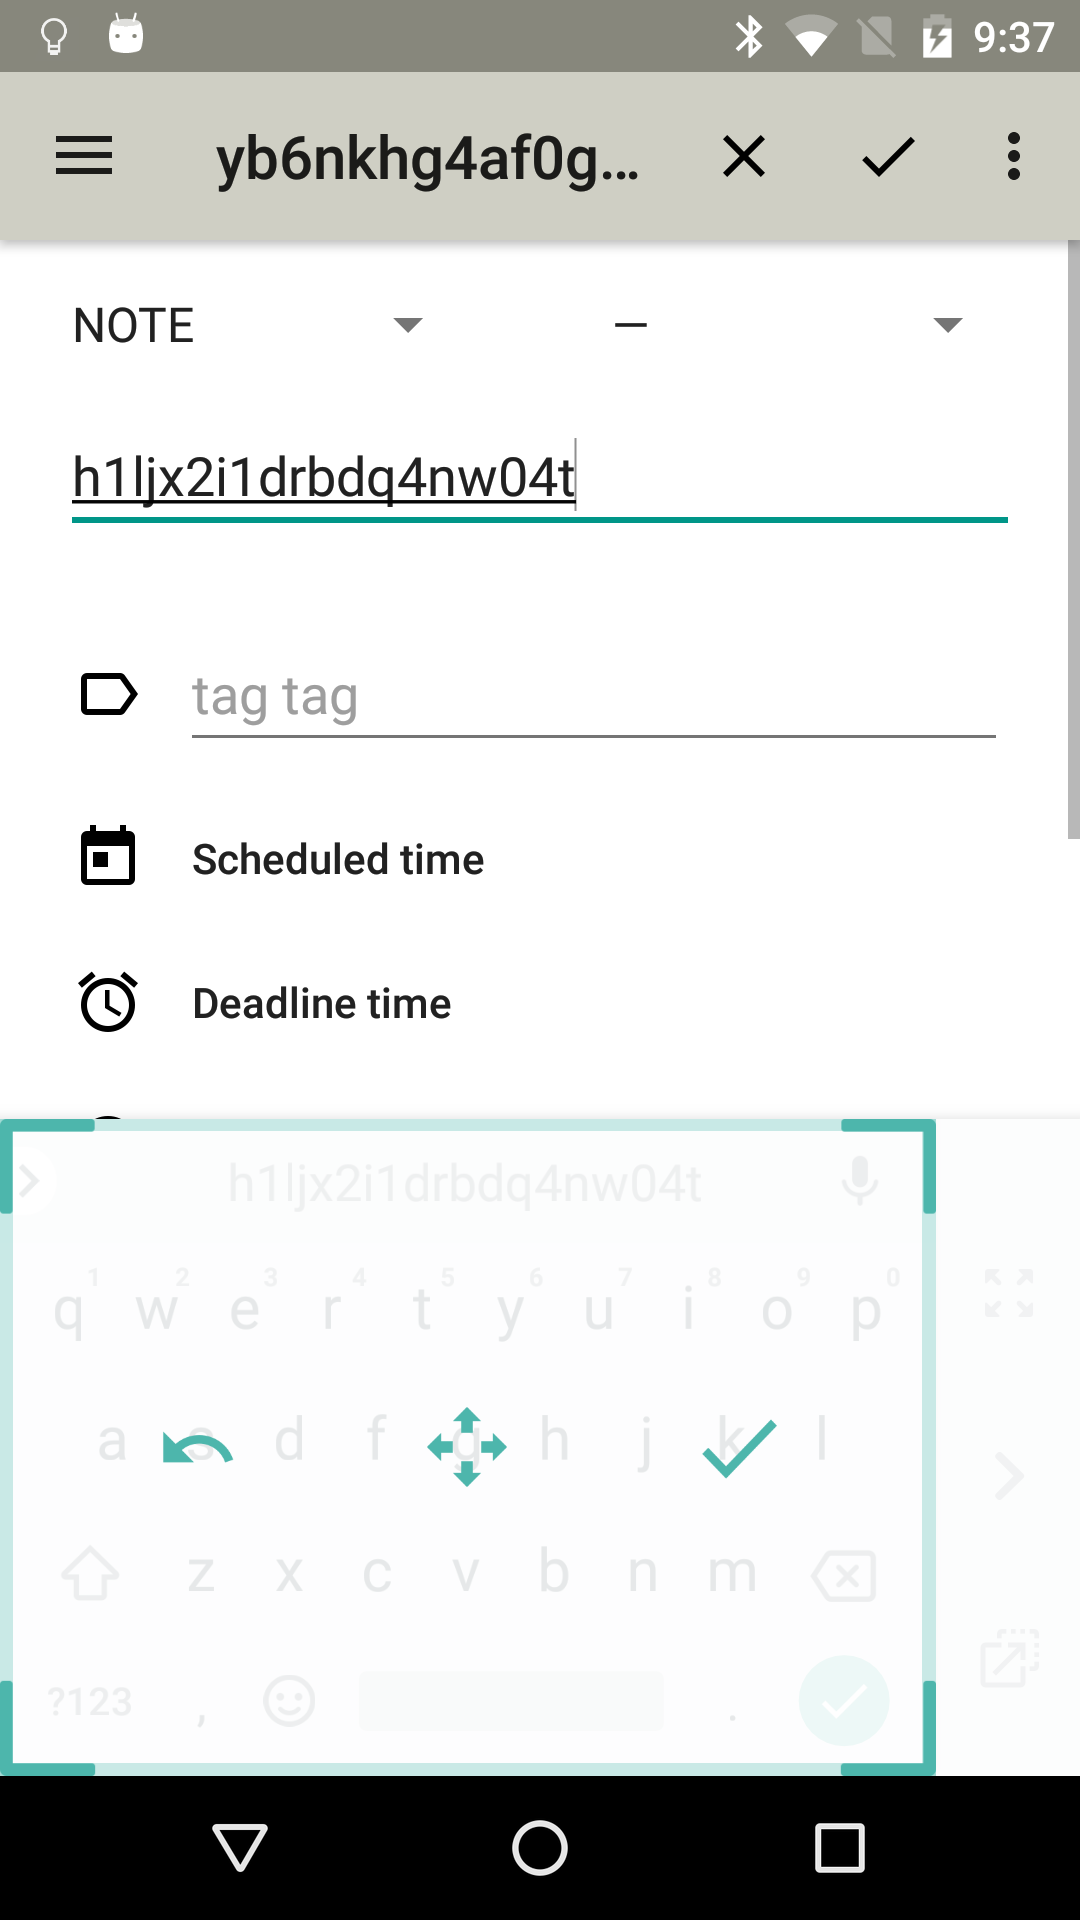 9:37
yb6nkhg4af0g...
NOTE —
h1ljx2i1drbdq4nw04t
tag tag
Scheduled time
Deadline time
h1ljx2i1drbdq4nw04t
1 2 3 4 5 6 7 8 9 0
q w e r t y u i o p
a s d f g h j k l
z x c v b n m
?123 , .